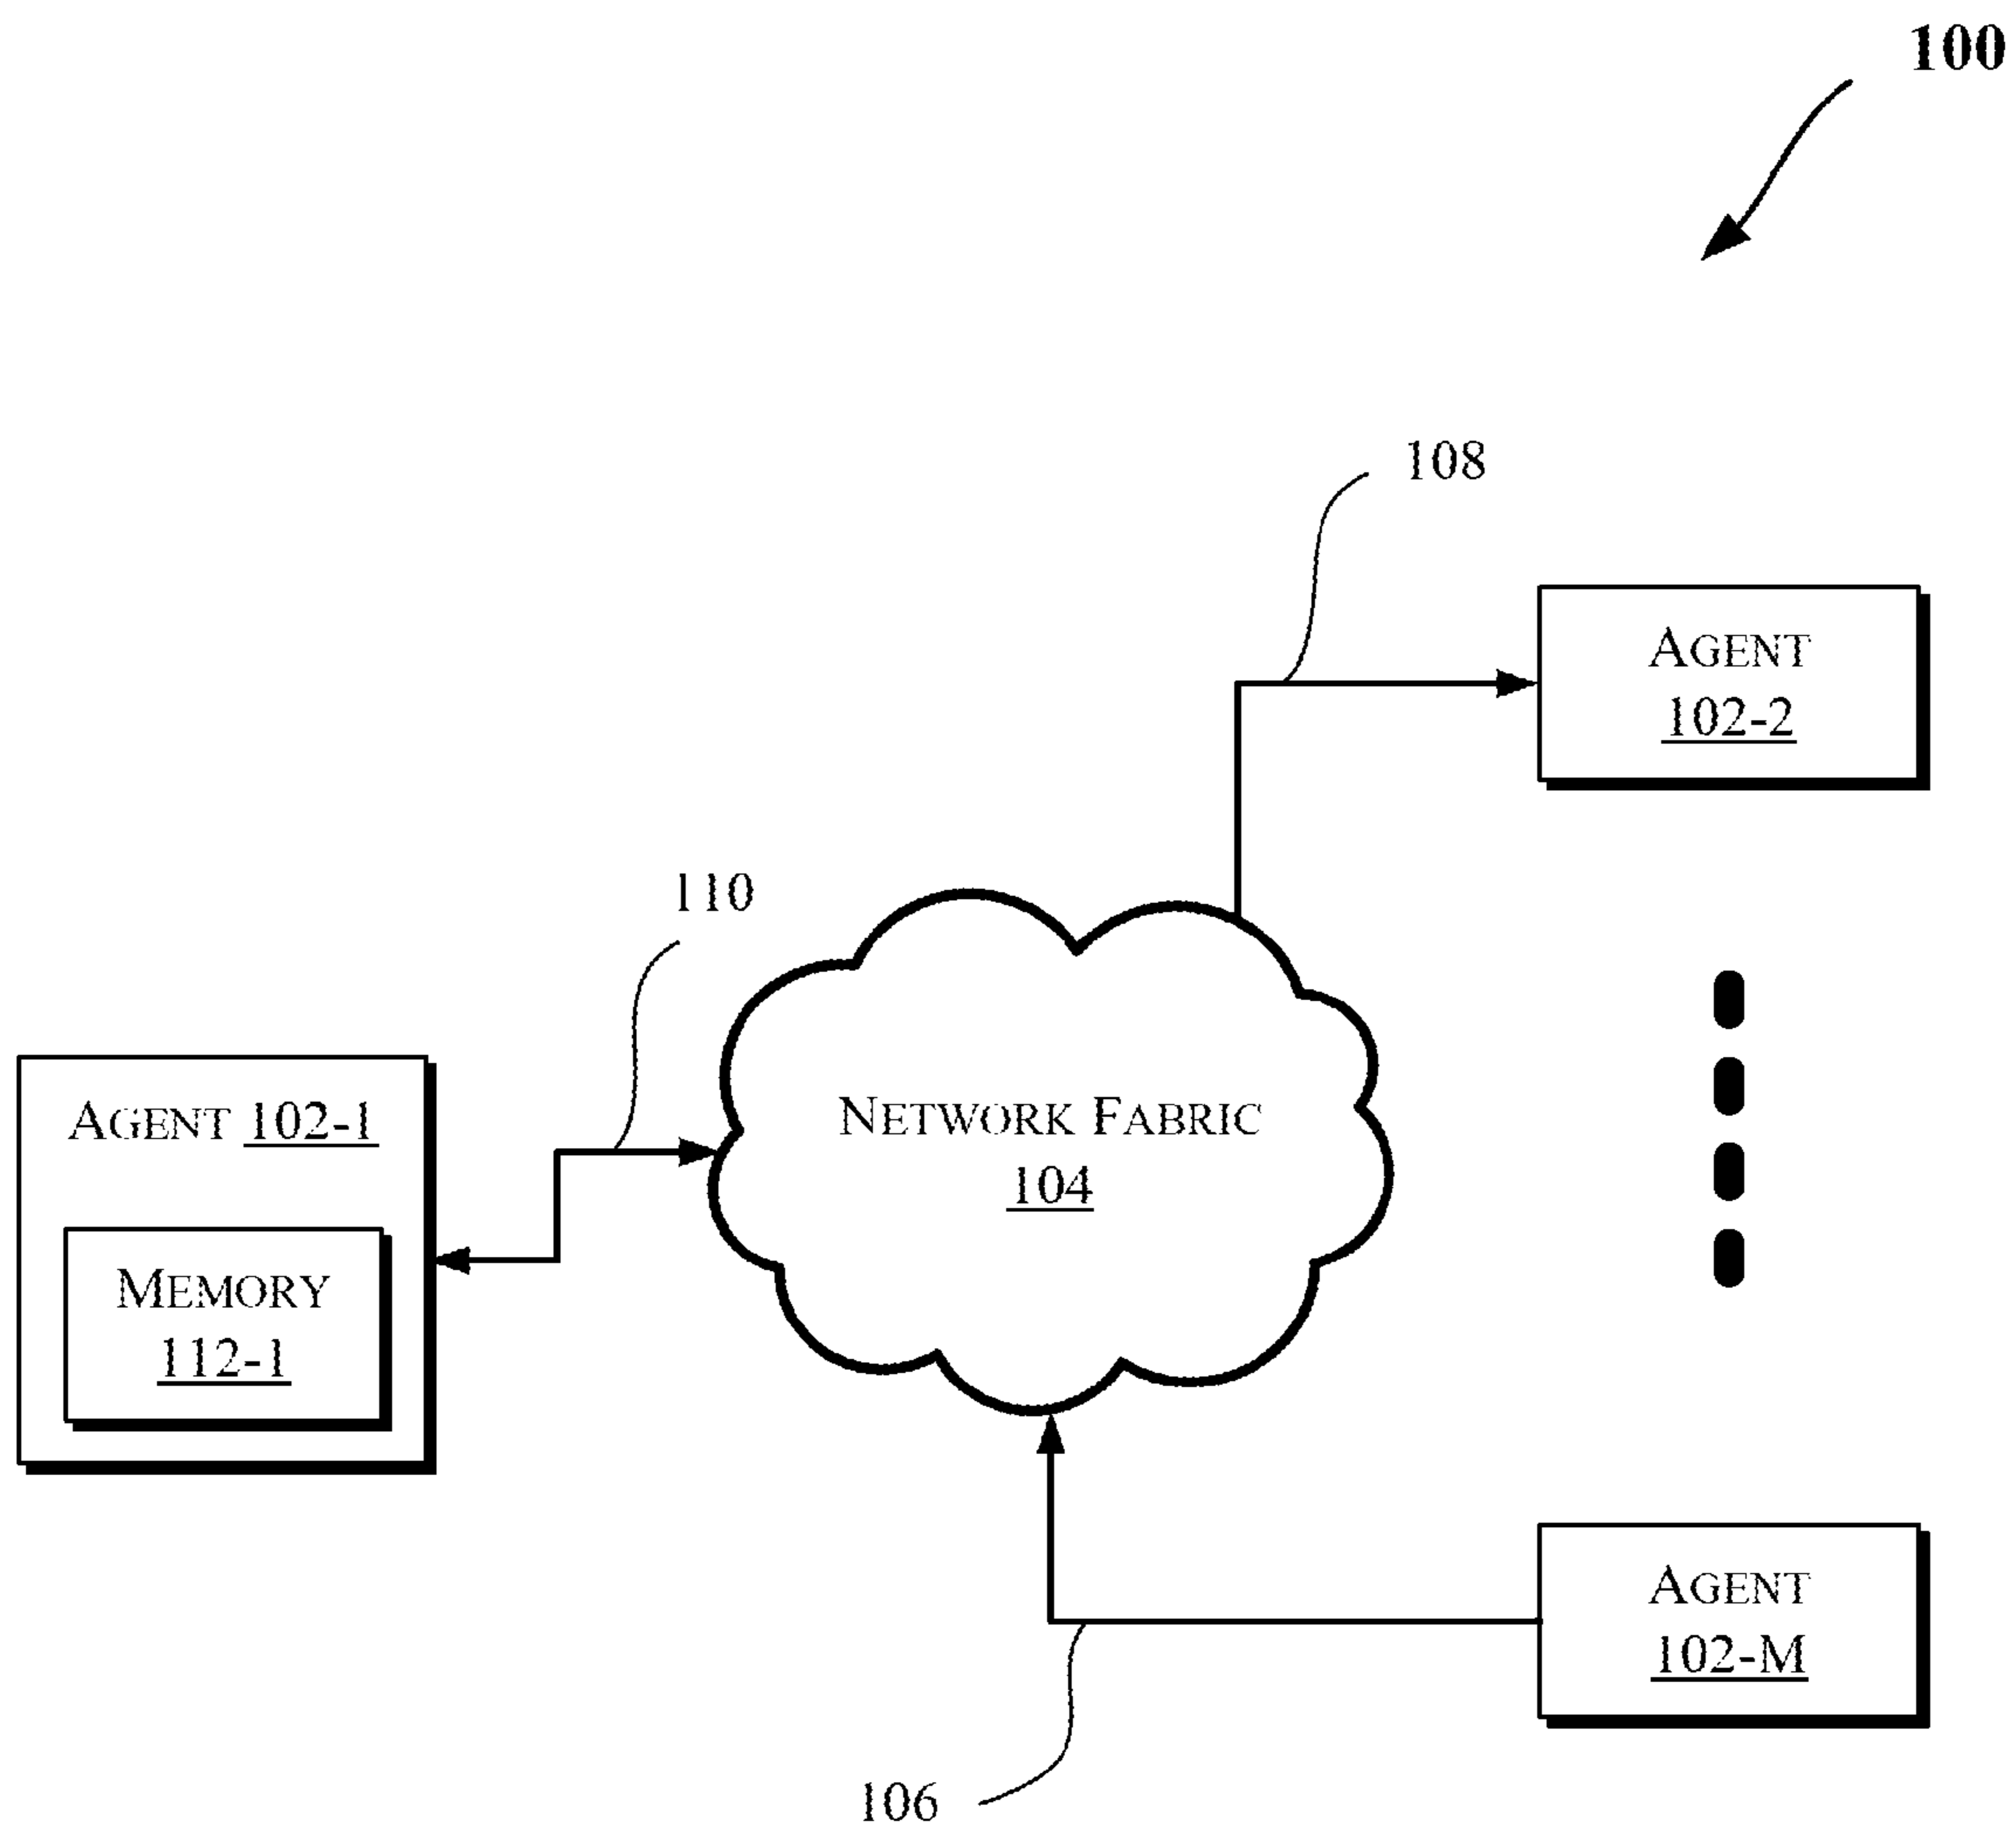 100
108
AGENT
102-2
110
AGENT 102-1
NETWORK FABRIC
104
MEMORY
112-1
AGENT
102-M
106